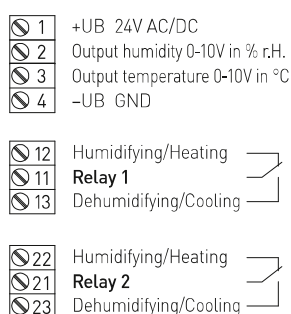 1 +UB 24V AC/DC
2 Output humidity 0-10V in % r.H.
3 Output temperature 0-10V in °C
4 –UB GND
12 Humidifying/Heating
11 Relay 1
13 Dehumidifying/Cooling
22 Humidifying/Heating
21 Relay 2
23 Dehumidifying/Cooling